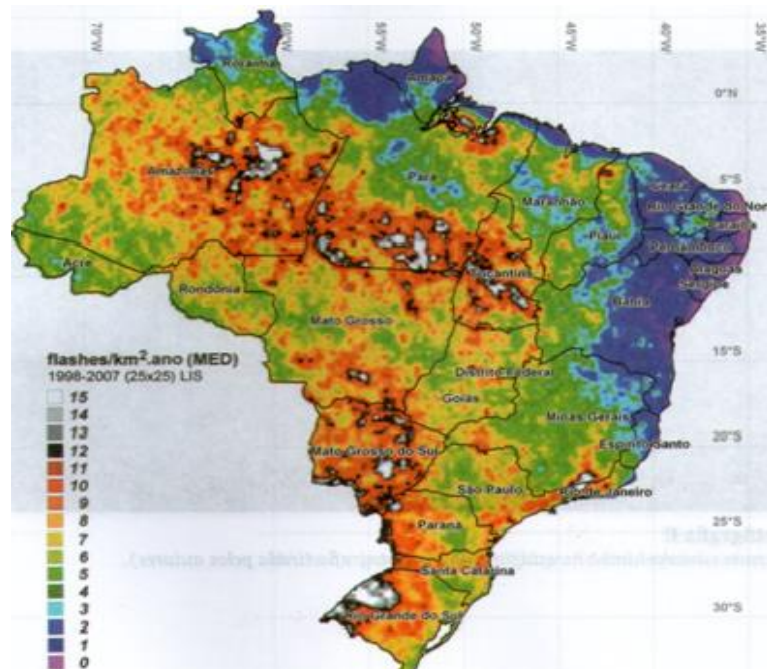 70°W
60°W
55°W
50°W
45°W
40°W
35°W
Roraima
Amapá
0°N
Amazonas
Pará
Maranhão
Ceará
5°S
Rio Grande do Nor
Paraíba
Piauí
Pernambuco
Acre
Tocantins
Alagoas
Sergipe
Rondônia
Bahia
Mato Grosso
15°S
Distrito Federal
Goiás
Minas Gerais
Espírito Santo
20°S
Mato Grosso do Sul
São Paulo
Rio de Janeiro
Paraná
25°S
Santa Catarina
Rio Grande do Sul
30°S
flashes/km².ano (MED)
1998-2007 (25x25) LIS
15
14
13
12
11
10
9
8
7
6
5
4
3
2
1
0